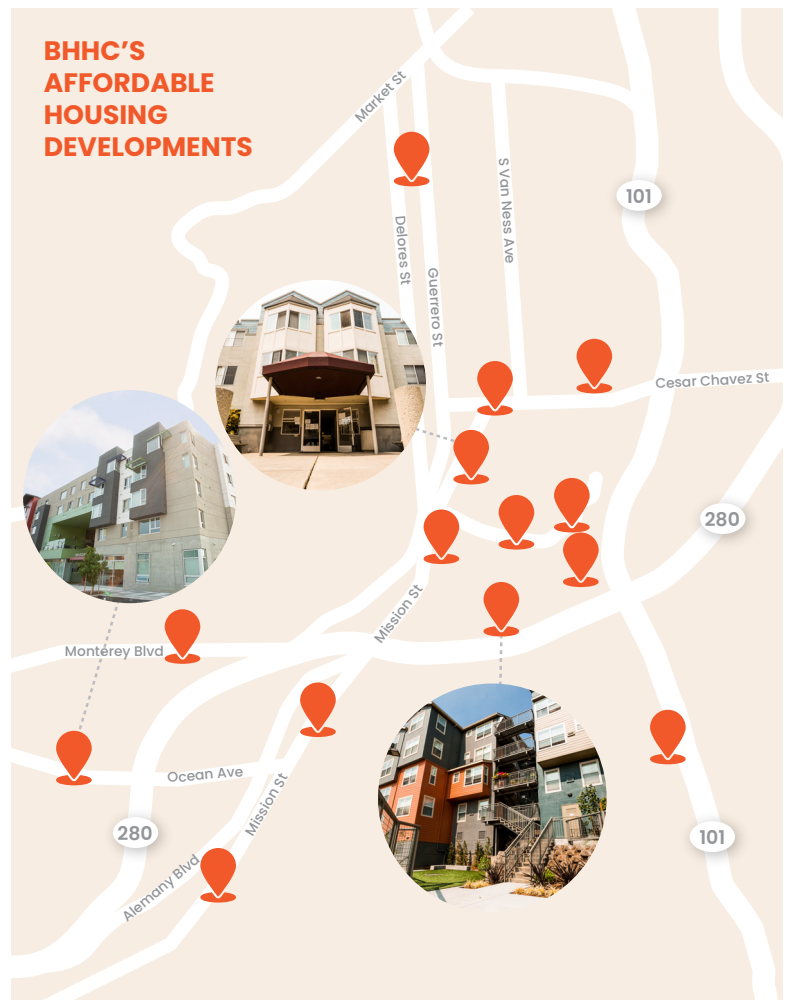 BHHC’S
AFFORDABLE
HOUSING
DEVELOPMENTS
Market St
S Van Ness Ave
101
Delores St
Guerrero St
Cesar Chavez St
280
Mission St
Monterey Blvd
Ocean Ave
Mission St
280
101
Alemany Blvd